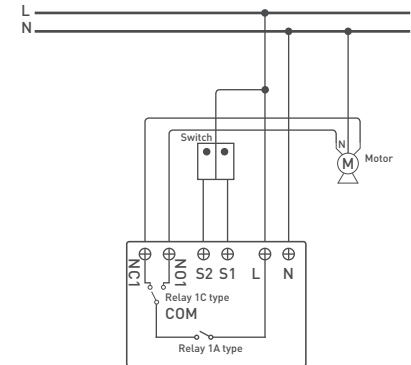 L
N
Switch
N
M
Motor
NC1
NO1
S2
S1
L
N
Relay 1C type
COM
Relay 1A type